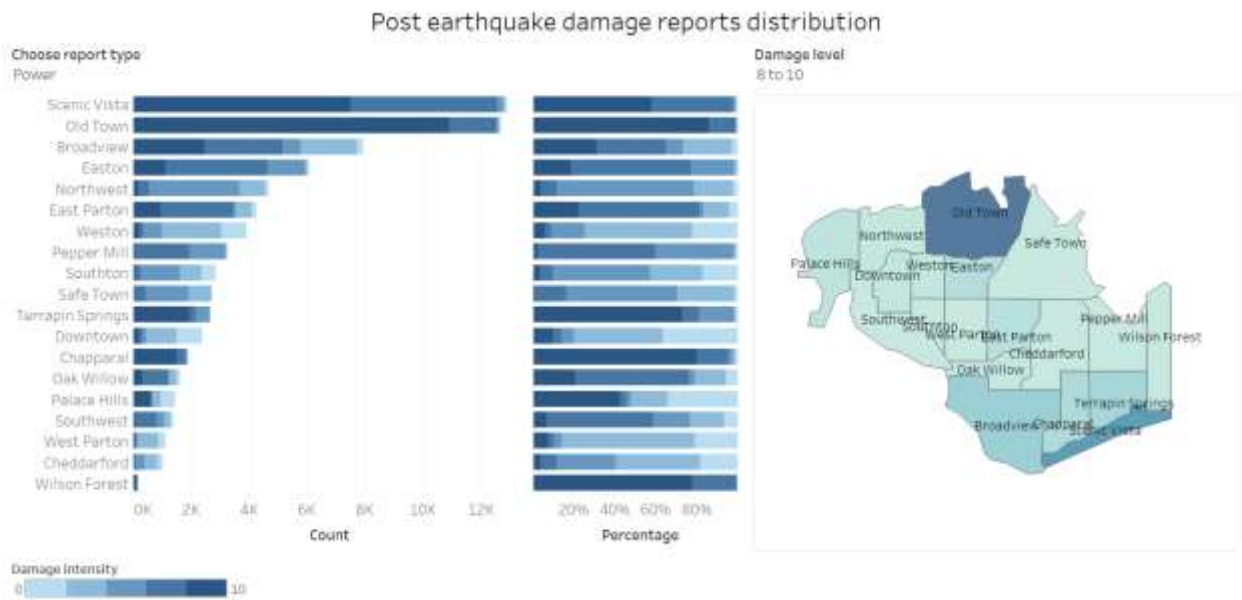 Post earthquake damage reports distribution
Choose report type
Power
Damage level
8 to 10
Scenic Vista
Old Town
Broadview
Easton
Northwest
East Parton
Weston
Pepper Mill
Southton
Safe Town
Terrapin Springs
Downtown
Chapparal
Oak Willow
Palace Hills
Southwest
West Parton
Cheddarford
Wilson Forest
0K 2K 4K 6K 8K 10K 12K
Count
20% 40% 60% 80%
Percentage
Old Town
Northwest
Safe Town
Palace Hills
Weston
Easton
Downtown
Southwest
Southton
West Parton
East Parton
Pepper Mill
Wilson Forest
Cheddarford
Oak Willow
Terrapin Springs
Broadview
Chapparal
Scenic Vista
Damage intensity
0 10